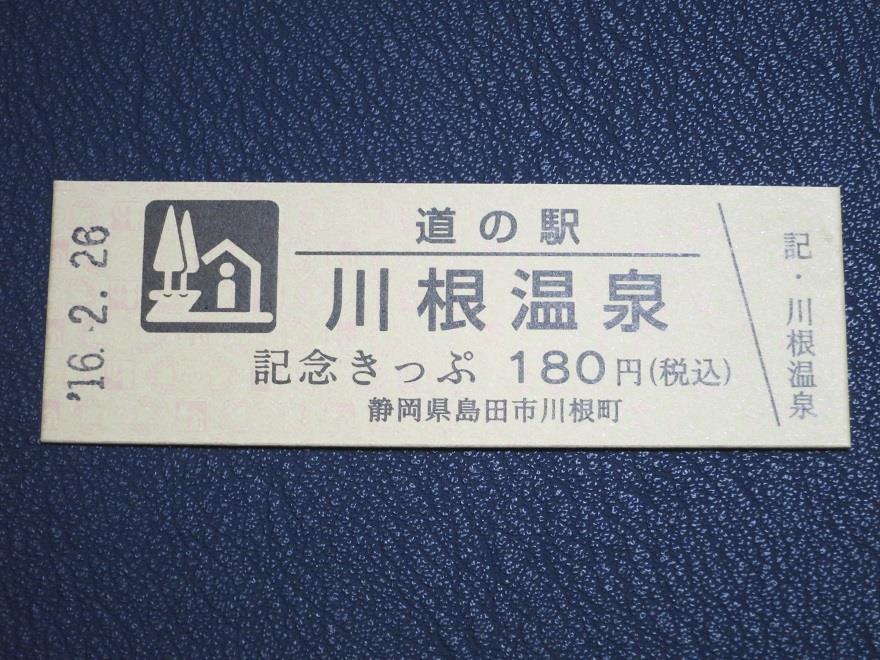 '16.2.26
道の駅
川根温泉
記念きっぷ 180円(税込)
静岡県島田市川根町
記・川根温泉